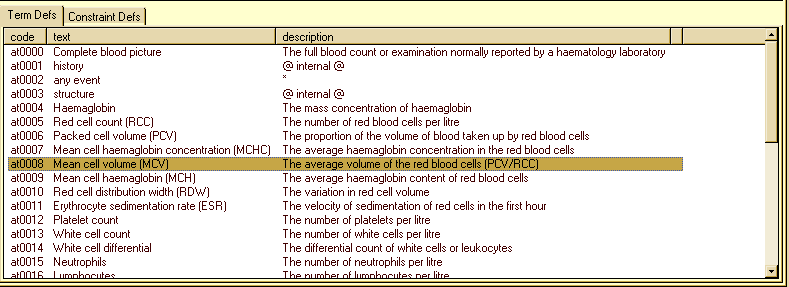 Term Defs Constraint Defs
code text description
at0000 Complete blood picture The full blood count or examination normally reported by a haematology laboratory
at0001 history @ internal @
at0002 any event *
at0003 structure @ internal @
at0004 Haemaglobin The mass concentration of haemaglobin
at0005 Red cell count (RCC) The number of red blood cells per litre
at0006 Packed cell volume (PCV) The proportion of the volume of blood taken up by red blood cells
at0007 Mean cell haemaglobin concentration (MCHC) The average haemaglobin concentration in the red blood cells
at0008 Mean cell volume (MCV) The average volume of the red blood cells (PCV/RCC)
at0009 Mean cell haemaglobin (MCH) The average haemaglobin content of red blood cells
at0010 Red cell distribution width (RDW) The variation in red cell volume
at0011 Erythrocyte sedimentation rate (ESR) The velocity of sedimentation of red cells in the first hour
at0012 Platelet count The number of platelets per litre
at0013 White cell count The number of white cells per litre
at0014 White cell differential The differential count of white cells or leukocytes
at0015 Neutrophils The number of neutrophils per litre
at0016 Lymphocytes The number of lymphocytes per litre